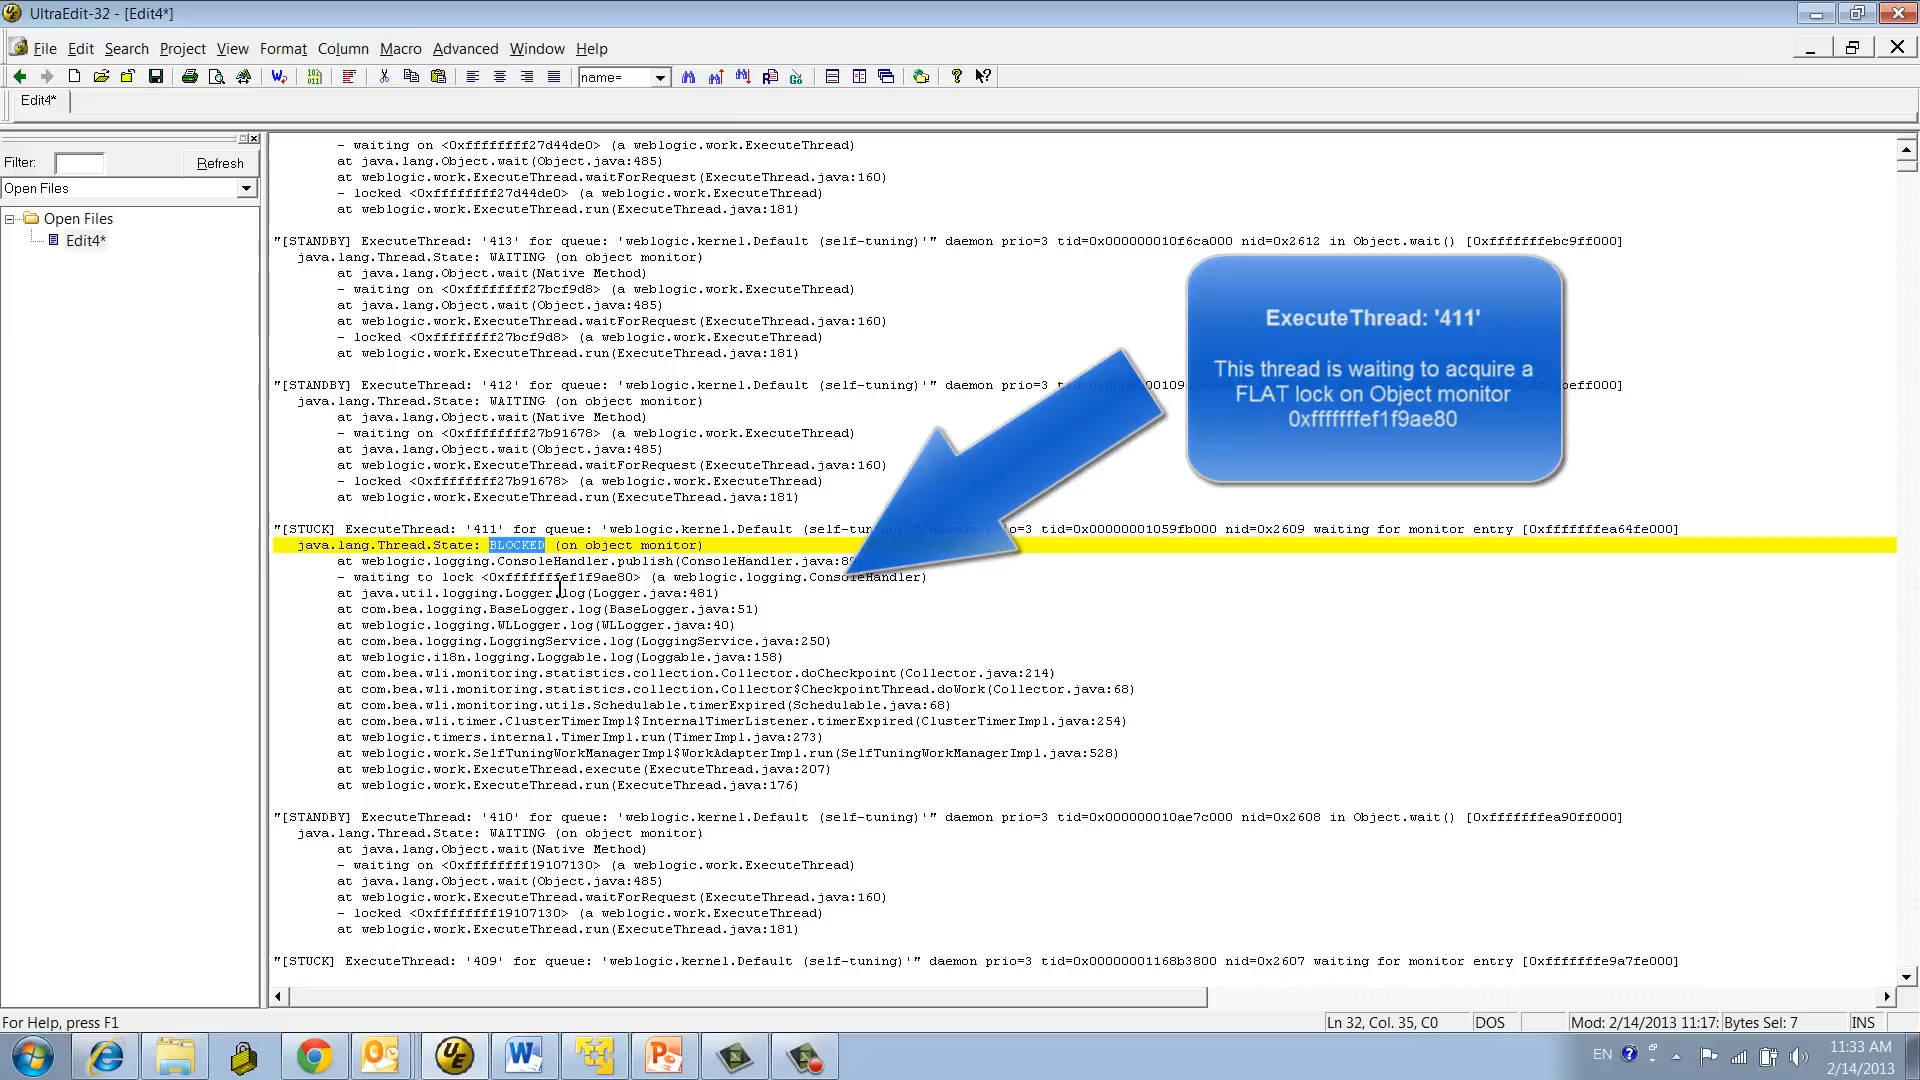 UltraEdit-32 - [Edit4*]
File Edit Search Project View Format Column Macro Advanced Window Help
name=
Edit4*
Filter: Refresh
Open Files
Open Files
Edit4*
- waiting on <0xffffffff27d44de0> (a weblogic.work.ExecuteThread)
at java.lang.Object.wait(Object.java:485)
at weblogic.work.ExecuteThread.waitForRequest(ExecuteThread.java:160)
- locked <0xffffffff27d44de0> (a weblogic.work.ExecuteThread)
at weblogic.work.ExecuteThread.run(ExecuteThread.java:181)
"[STANDBY] ExecuteThread: '413' for queue: 'weblogic.kernel.Default (self-tuning)'" daemon prio=3 tid=0x000000010f6ca000 nid=0x2612 in Object.wait() [0xfffffffebc9ff000]
java.lang.Thread.State: WAITING (on object monitor)
at java.lang.Object.wait(Native Method)
- waiting on <0xffffffff27bcf9d8> (a weblogic.work.ExecuteThread)
at java.lang.Object.wait(Object.java:485)
at weblogic.work.ExecuteThread.waitForRequest(ExecuteThread.java:160)
- locked <0xffffffff27bcf9d8> (a weblogic.work.ExecuteThread)
at weblogic.work.ExecuteThread.run(ExecuteThread.java:181)
"[STANDBY] ExecuteThread: '412' for queue: 'weblogic.kernel.Default (self-tuning)'" daemon prio=3
java.lang.Thread.State: WAITING (on object monitor)
at java.lang.Object.wait(Native Method)
- waiting on <0xffffffff27b91678> (a weblogic.work.ExecuteThread)
at java.lang.Object.wait(Object.java:485)
at weblogic.work.ExecuteThread.waitForRequest(ExecuteThread.java:160)
- locked <0xffffffff27b91678> (a weblogic.work.ExecuteThread)
at weblogic.work.ExecuteThread.run(ExecuteThread.java:181)
"[STUCK] ExecuteThread: '411' for queue: 'weblogic.kernel.Default daemon prio=3 tid=0x00000001059fb000 nid=0x2609 waiting for monitor entry [0xfffffffea64fe000]
java.lang.Thread.State: BLOCKED (on object monitor)
at weblogic.logging.ConsoleHandler.publish(ConsoleHandler.java:89)
- waiting to lock <0xfffffffef1f9ae80> (a weblogic.logging.ConsoleHandler)
at java.util.logging.Logger.log(Logger.java:481)
at com.bea.logging.BaseLogger.log(BaseLogger.java:51)
at weblogic.logging.WLLogger.log(WLLogger.java:40)
at com.bea.logging.LoggingService.log(LoggingService.java:250)
at weblogic.i18n.logging.Loggable.log(Loggable.java:158)
at com.bea.wli.monitoring.statistics.collection.Collector.doCheckpoint(Collector.java:214)
at com.bea.wli.monitoring.statistics.collection.Collector$CheckpointThread.doWork(Collector.java:68)
at com.bea.wli.monitoring.utils.Schedulable.timerExpired(Schedulable.java:68)
at com.bea.wli.timer.ClusterTimerImpl$InternalTimerListener.timerExpired(ClusterTimerImpl.java:254)
at weblogic.timers.internal.TimerImpl.run(TimerImpl.java:273)
at weblogic.work.SelfTuningWorkManagerImpl$WorkAdapterImpl.run(SelfTuningWorkManagerImpl.java:528)
at weblogic.work.ExecuteThread.execute(ExecuteThread.java:207)
at weblogic.work.ExecuteThread.run(ExecuteThread.java:176)
"[STANDBY] ExecuteThread: '410' for queue: 'weblogic.kernel.Default (self-tuning)'" daemon prio=3 tid=0x000000010ae7c000 nid=0x2608 in Object.wait() [0xfffffffea90ff000]
java.lang.Thread.State: WAITING (on object monitor)
at java.lang.Object.wait(Native Method)
- waiting on <0xffffffff19107130> (a weblogic.work.ExecuteThread)
at java.lang.Object.wait(Object.java:485)
at weblogic.work.ExecuteThread.waitForRequest(ExecuteThread.java:160)
- locked <0xffffffff19107130> (a weblogic.work.ExecuteThread)
at weblogic.work.ExecuteThread.run(ExecuteThread.java:181)
"[STUCK] ExecuteThread: '409' for queue: 'weblogic.kernel.Default (self-tuning)'" daemon prio=3 tid=0x00000001168b3800 nid=0x2607 waiting for monitor entry [0xfffffffe9a7fe000]
ExecuteThread: '411'
This thread is waiting to acquire a
FLAT lock on Object monitor
0xfffffffef1f9ae80
For Help, press F1
Ln 32, Col. 35, C0 DOS Mod: 2/14/2013 11:17: Bytes Sel: 7 INS
EN
11:33 AM
2/14/2013